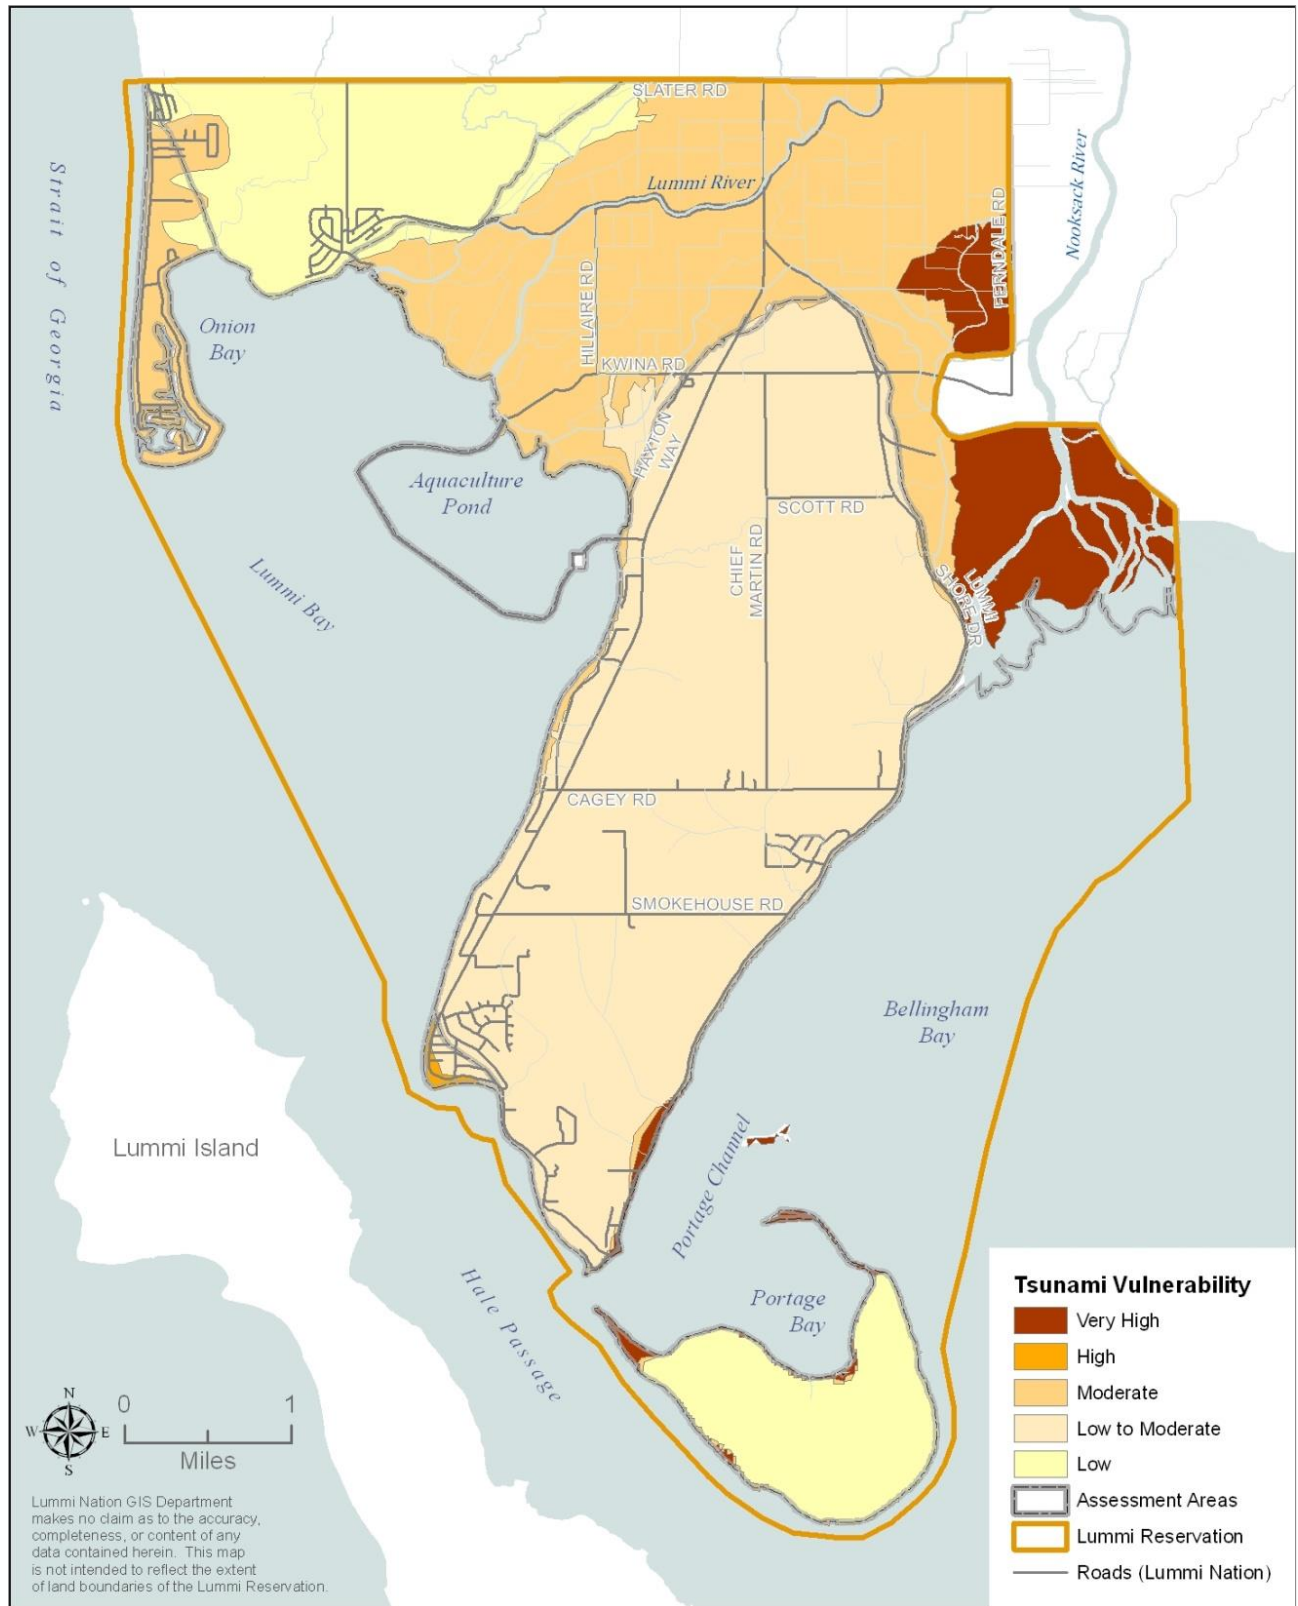 SLATER RD
Strait of Georgia
Lummi River
Nooksack River
FERNDALE RD
HILLAIRE RD
Onion
Bay
KWINA RD
HAXTON
WAY
Aquaculture
Pond
SCOTT RD
CHIEF
MARTIN RD
Lummi Bay
LUMMI
SHORE DR
CAGEY RD
SMOKEHOUSE RD
Bellingham
Bay
Lummi Island
Portage Channel
Hale Passage
Portage
Bay
Tsunami Vulnerability
Very High
High
Moderate
Low to Moderate
Low
Assessment Areas
Lummi Reservation
Roads (Lummi Nation)
N
W
E
S
0
1
Miles
Lummi Nation GIS Department
makes no claim as to the accuracy,
completeness, or content of any
data contained herein. This map
is not intended to reflect the extent
of land boundaries of the Lummi Reservation.